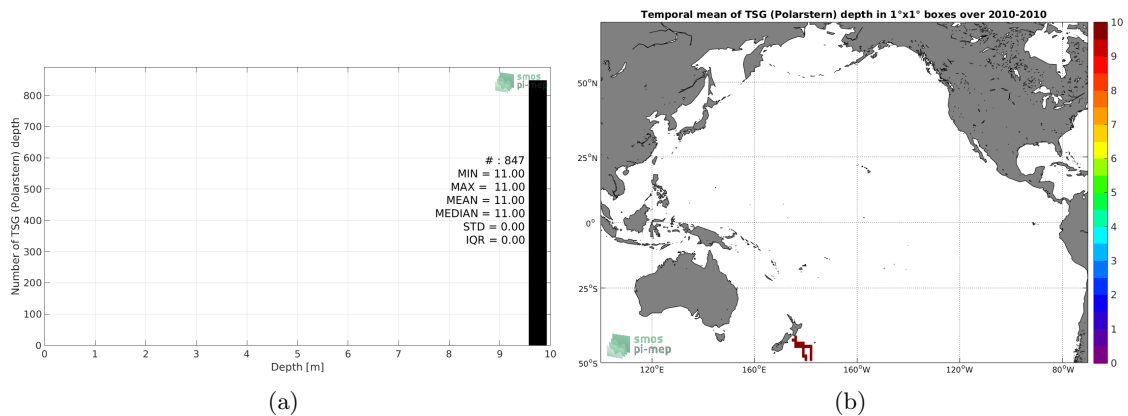 smos
pi-mep
Number of TSG (Polarstern) depth
800
700
600
500
400
300
200
100
0
# : 847
MIN = 11.00
MAX = 11.00
MEAN = 11.00
MEDIAN = 11.00
STD = 0.00
IQR = 0.00
0 1 2 3 4 5 6 7 8 9 10
Depth [m]
(a)
Temporal mean of TSG (Polarstern) depth in 1°x1° boxes over 2010-2010
50°N
25°N
0°
25°S
50°S
120°E 160°E 160°W 120°W 80°W
smos
pi-mep
10
9
8
7
6
5
4
3
2
1
0
(b)